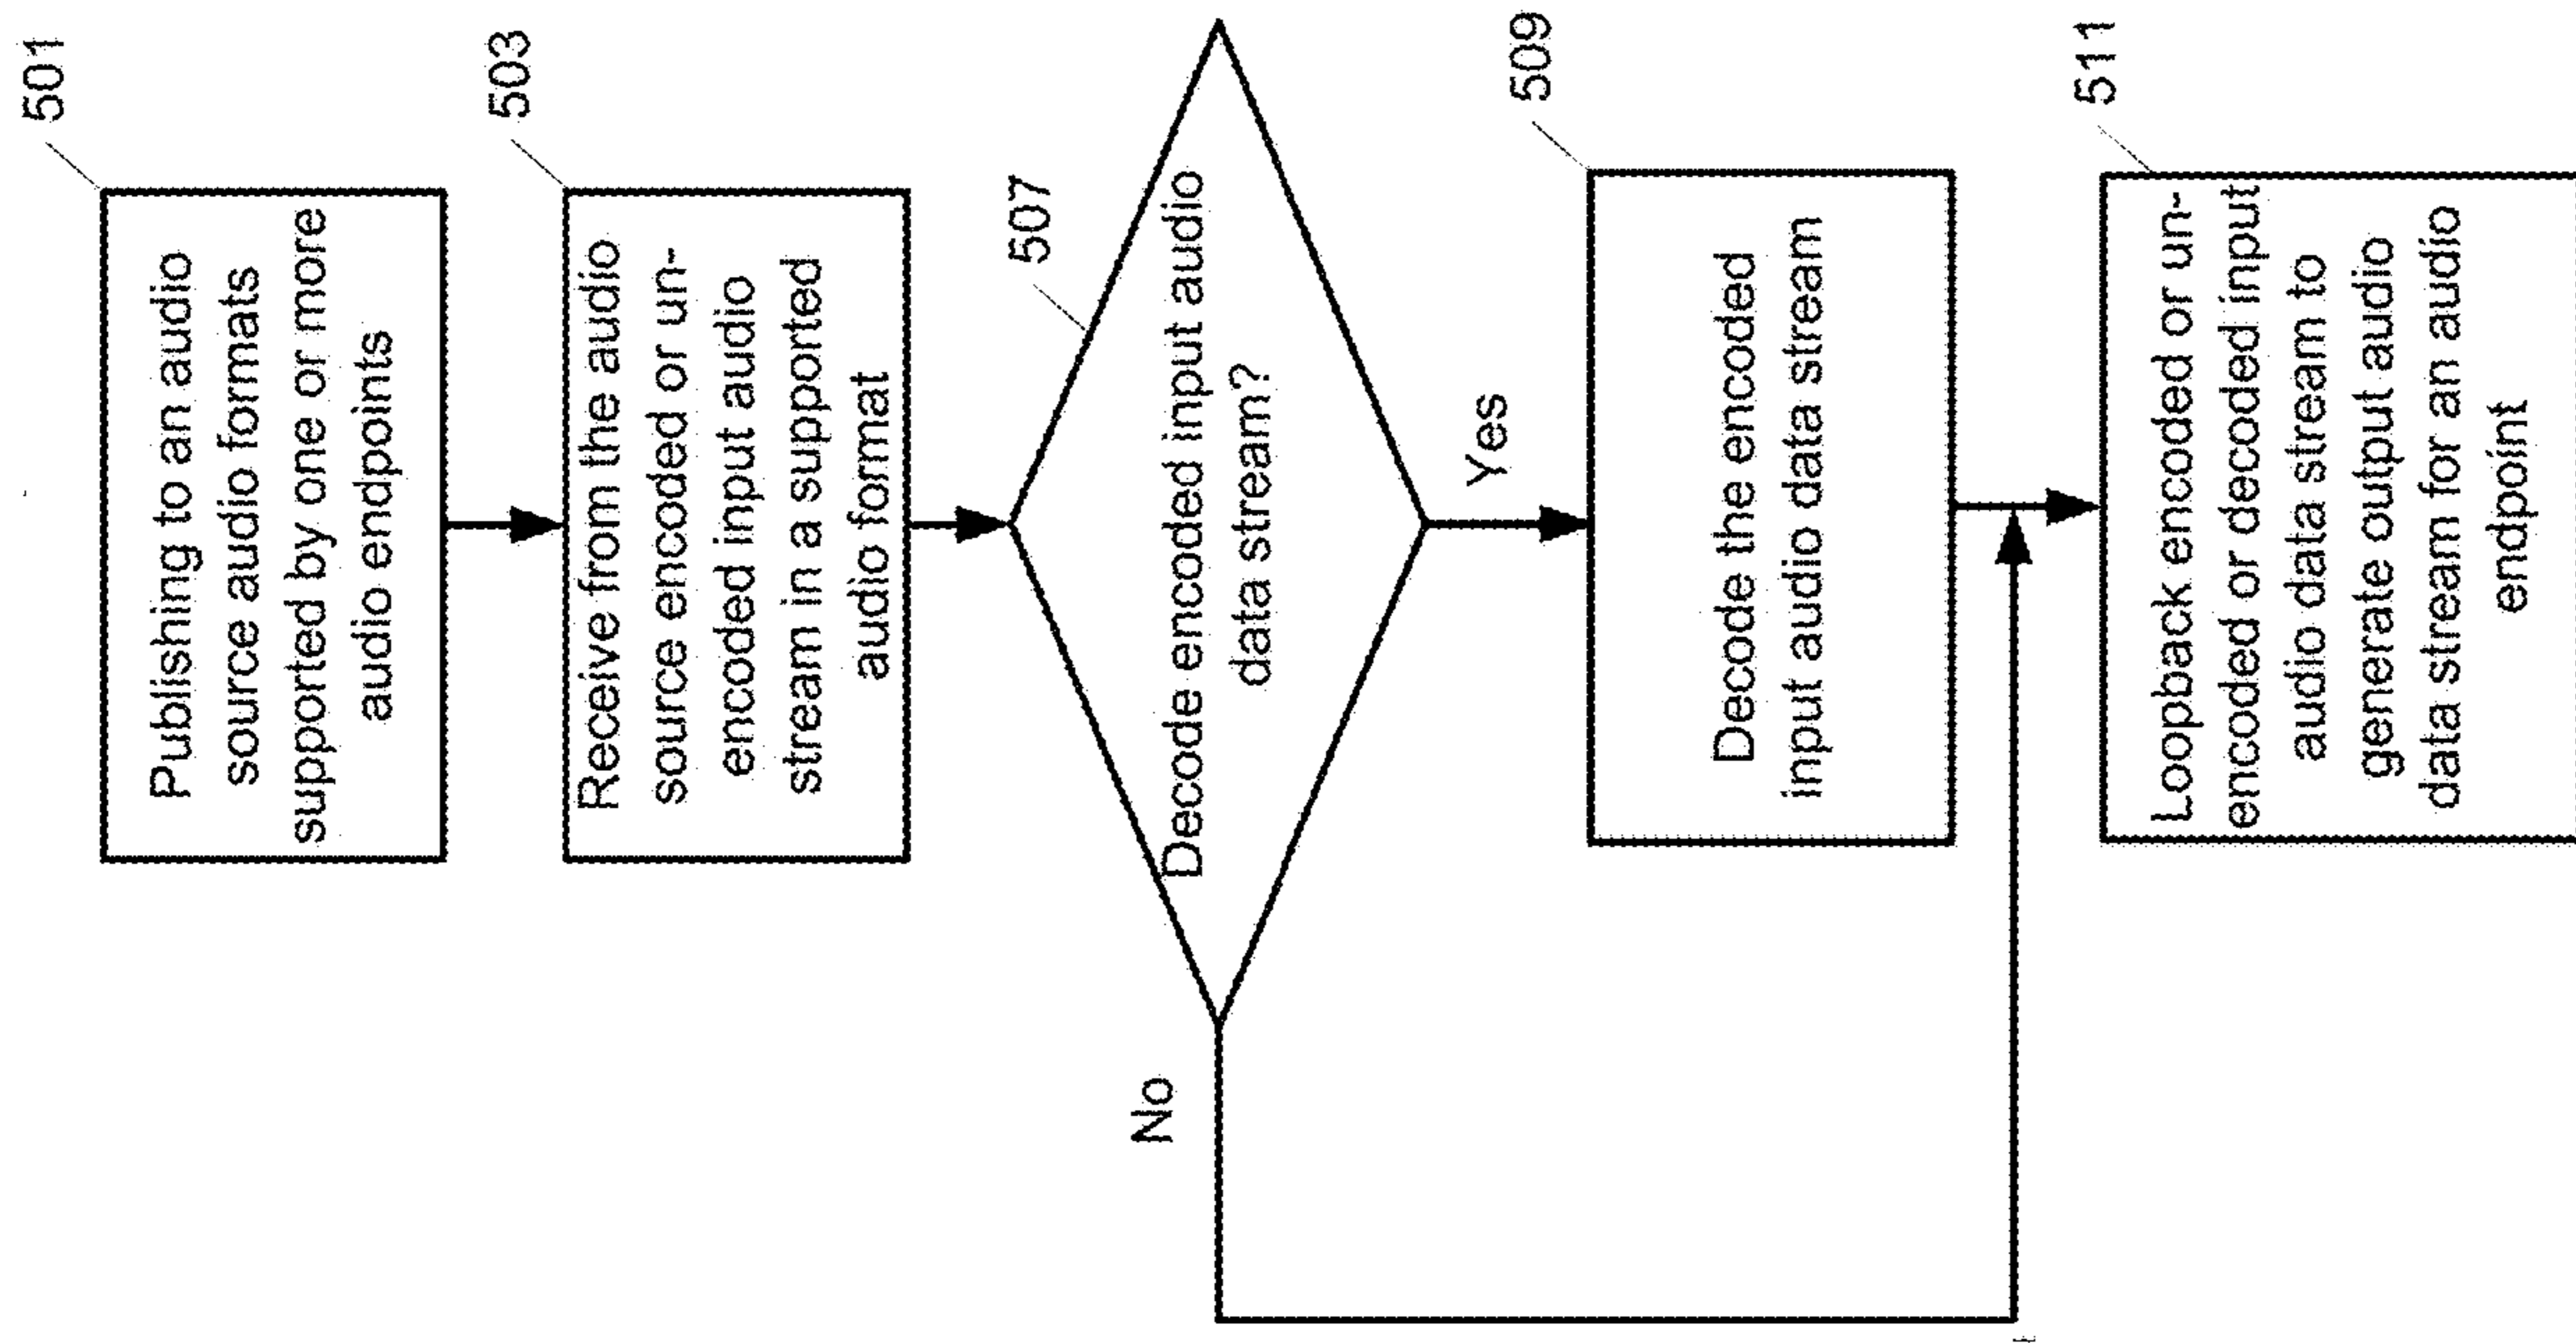 501
Publishing to an audio
source audio formats
supported by one or more
audio endpoints
503
Receive from the audio
source encoded or un-
encoded input audio
stream in a supported
audio format
507
Decode encoded input audio
data stream?
No
Yes
509
Decode the encoded
input audio data stream
511
Loopback encoded or un-
encoded or decoded input
audio data stream to
generate output audio
data stream for an audio
endpoint